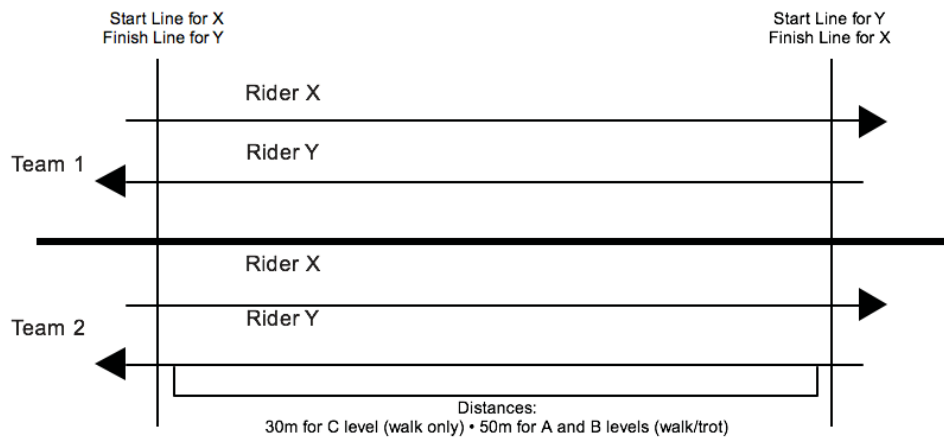 Start Line for X
Finish Line for Y
Start Line for Y
Finish Line for X
Rider X
Rider Y
Team 1
Rider X
Rider Y
Team 2
Distances:
30m for C level (walk only) • 50m for A and B levels (walk/trot)